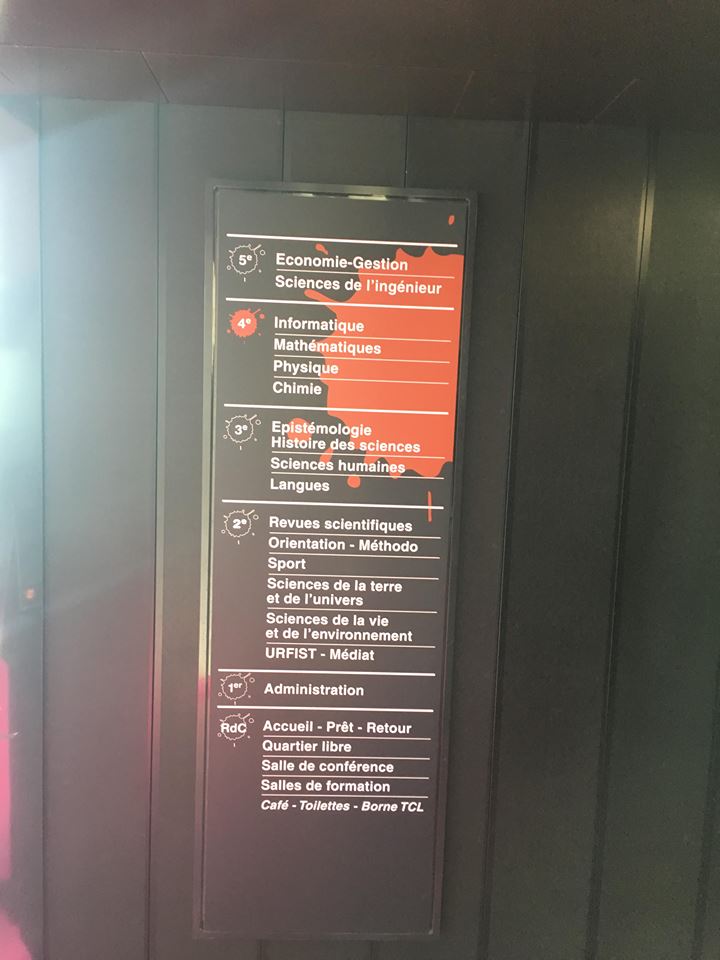 5e
Economie-Gestion
Sciences de l'ingénieur
4e
Informatique
Mathématiques
Physique
Chimie
3e
Epistémologie
Histoire des sciences
Sciences humaines
Langues
2e
Revues scientifiques
Orientation - Méthodo
Sport
Sciences de la terre
et de l'univers
Sciences de la vie
et de l'environnement
URFIST - Médiat
1er
Administration
RdC
Accueil - Prêt - Retour
Quartier libre
Salle de conférence
Salles de formation
Café - Toilettes - Borne TCL